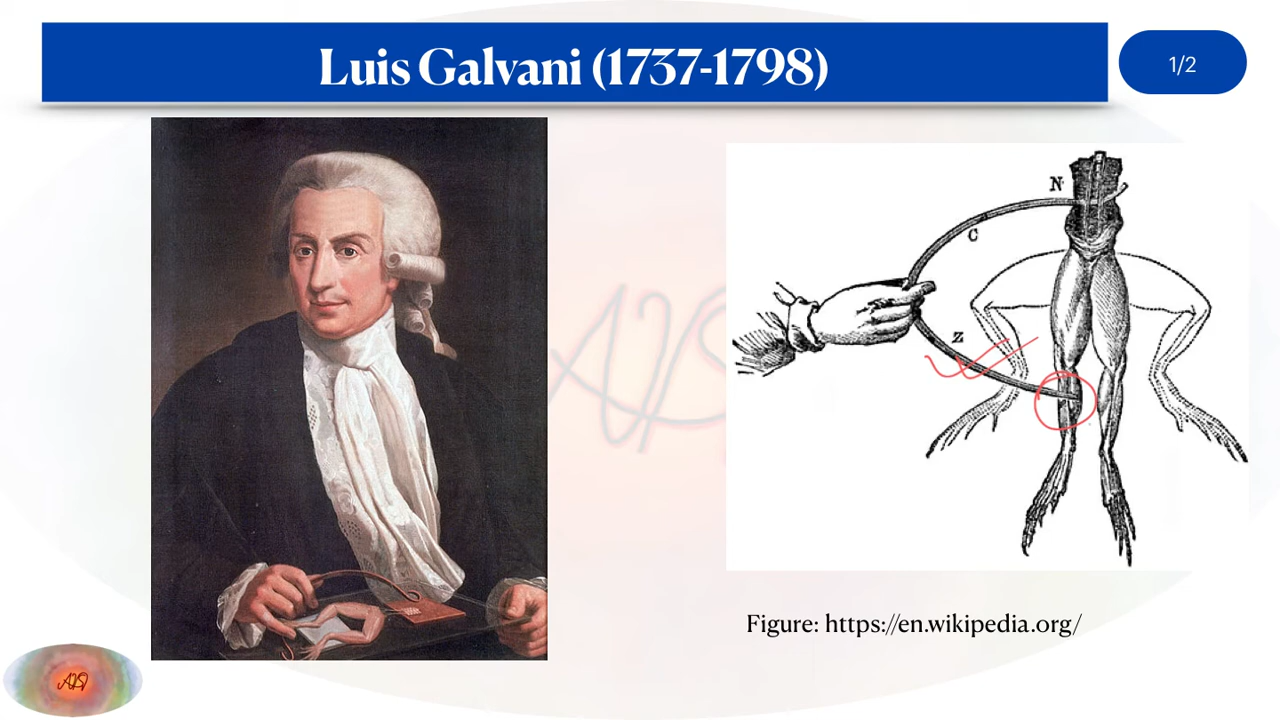 Luis Galvani (1737-1798)
1/2
N
C
Z
Figure: https://en.wikipedia.org/